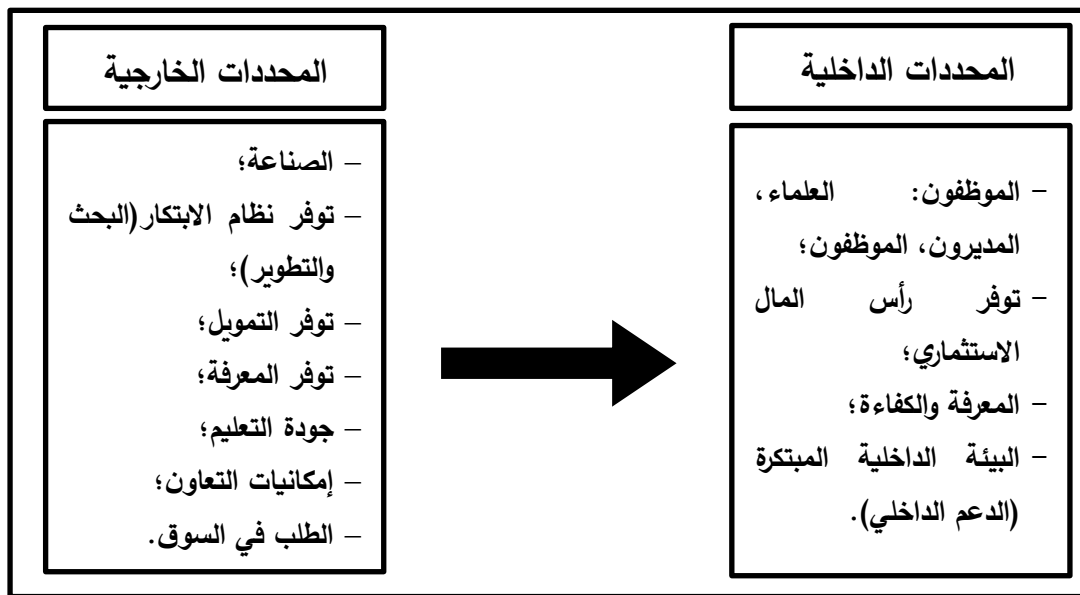 المحددات الداخلية
– الموظفون: العلماء،
المديرون، الموظفون؛
– توفر رأس المال
الاستثماري؛
– المعرفة والكفاءة؛
– البيئة الداخلية المبتكرة
(الدعم الداخلي).
المحددات الخارجية
– الصناعة؛
– توفر نظام الابتكار(البحث
والتطوير)؛
– توفر التمويل؛
– توفر المعرفة؛
– جودة التعليم؛
– إمكانيات التعاون؛
– الطلب في السوق.